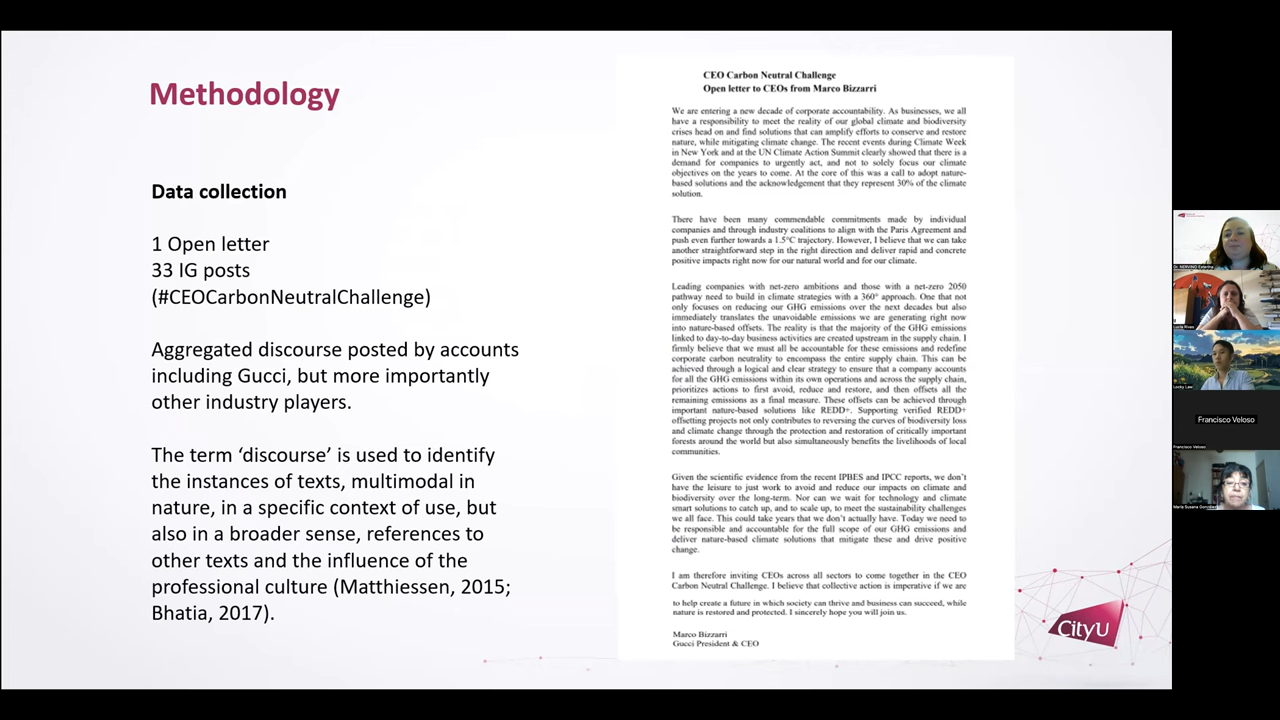 Methodology
Data collection
1 Open letter
33 IG posts
(#CEOCarbonNeutralChallenge)
Aggregated discourse posted by accounts
including Gucci, but more importantly
other industry players.
The term ‘discourse’ is used to identify
the instances of texts, multimodal in
nature, in a specific context of use, but
also in a broader sense, references to
other texts and the influence of the
professional culture (Matthiessen, 2015;
Bhatia, 2017).
CEO Carbon Neutral Challenge
Open letter to CEOs from Marco Bizzarri
We are entering a new decade of corporate accountability. As businesses, we all
have a responsibility to meet the reality of our global climate and biodiversity
crises head on and find solutions that can amplify efforts to conserve and restore
nature, while mitigating climate change. The recent events during Climate Week
in New York and at the UN Climate Action Summit clearly showed that there is a
demand for companies to urgently act, and not to solely focus our climate
objectives on the years to come. At the core of this was a call to adopt nature-
based solutions and the acknowledgement that they represent 30% of the climate
solution.
There have been many commendable commitments made by individual
companies and through industry coalitions to align with the Paris Agreement and
push even further towards a 1.5°C trajectory. However, I believe that we can take
another straightforward step in the right direction and deliver rapid and concrete
positive impacts right now for our natural world and for our climate.
Leading companies with net-zero ambitions and those with a net-zero 2050
pathway need to build in climate strategies with a 360° approach. One that not
only focuses on reducing our GHG emissions over the next decades but also
immediately translates the unavoidable emissions we are generating right now
into nature-based offsets. The reality is that the majority of the GHG emissions
linked to day-to-day business activities are created upstream in the supply chain. I
firmly believe that we must all be accountable for these emissions and redefine
corporate carbon neutrality to encompass the entire supply chain. This can be
achieved through a logical and clear strategy to ensure that a company accounts
for all the GHG emissions within its own operations and across the supply chain,
prioritizes actions to first avoid, reduce and restore, and then offsets all the
remaining emissions as a final measure. These offsets can be achieved through
important nature-based solutions like REDD+. Supporting verified REDD+
offsetting projects not only contributes to reversing the curves of biodiversity loss
and climate change through the protection and restoration of critically important
forests around the world but also simultaneously benefits the livelihoods of local
communities.
Given the scientific evidence from the recent IPBES and IPCC reports, we don’t
have the leisure to just work to avoid and reduce our impacts on climate and
biodiversity over the long-term. Nor can we wait for technology and climate
smart solutions to catch up, and to scale up, to meet the sustainability challenges
we all face. This could take years that we don’t actually have. Today we need to
be responsible and accountable for the full scope of our GHG emissions and
deliver nature-based climate solutions that mitigate these and drive positive
change.
I am therefore inviting CEOs across all sectors to come together in the CEO
Carbon Neutral Challenge. I believe that collective action is imperative if we are
to help create a future in which society can thrive and business can succeed, while
nature is restored and protected. I sincerely hope you will join us.
Marco Bizzarri
Gucci President & CEO
CityU
Dr. NERVINO Esterina
Lucia Rivas
Locky Law
Francisco Veloso
Francisco Veloso
Maria Susana González